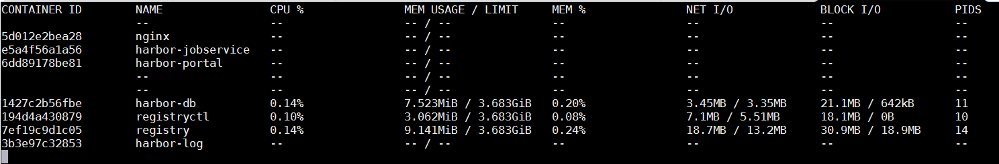 CONTAINER ID NAME CPU % MEM USAGE / LIMIT MEM % NET I/O BLOCK I/O PIDS
-- -- -- / -- -- -- -- --
5d012e2bea28 nginx -- -- / -- -- -- -- --
e5a4f56a1a56 harbor-jobservice -- -- / -- -- -- -- --
6dd89178be81 harbor-portal -- -- / -- -- -- -- --
-- -- -- / -- -- -- -- --
-- -- -- / -- -- -- -- --
1427c2b56fbe harbor-db 0.14% 7.523MiB / 3.683GiB 0.20% 3.45MB / 3.35MB 21.1MB / 642kB 11
194d4a430879 registryctl 0.10% 3.062MiB / 3.683GiB 0.08% 7.1MB / 5.51MB 18.1MB / 0B 10
7ef19c9d1c05 registry 0.14% 9.141MiB / 3.683GiB 0.24% 18.7MB / 13.2MB 30.9MB / 18.9MB 14
3b3e97c32853 harbor-log -- -- / -- -- -- -- --